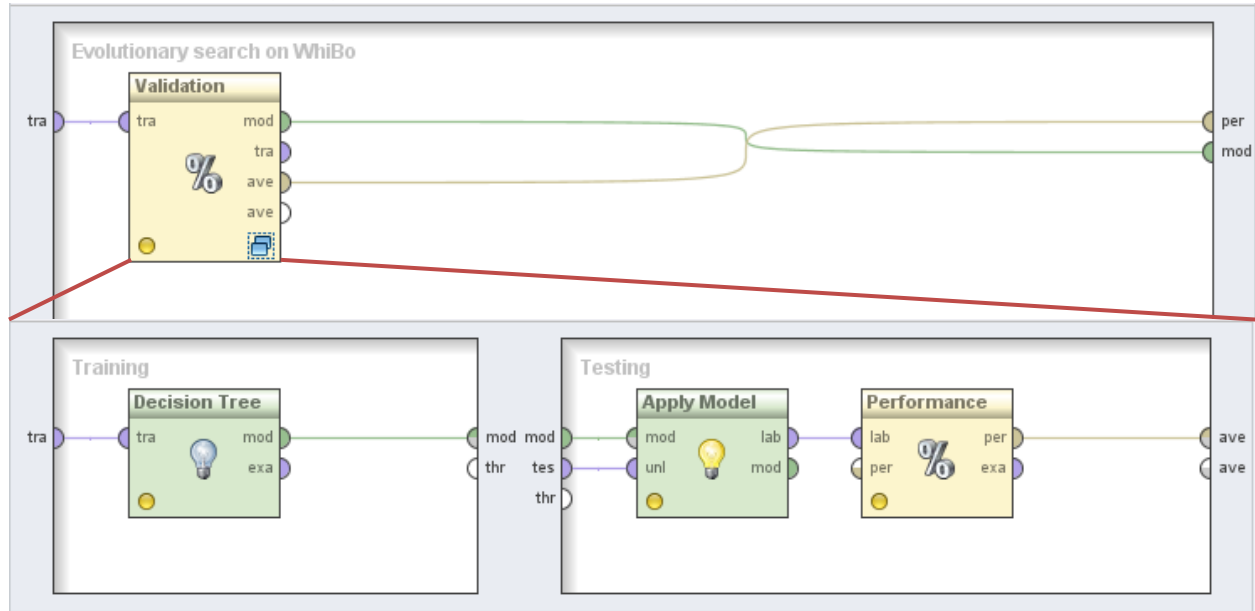 Evolutionary search on WhiBo
Validation
tra tra mod per
tra mod
ave
ave
%
Training Testing
Decision Tree Apply Model Performance
tra tra mod mod mod mod lab lab per ave
exa thr tes unl mod per exa ave
thr
%